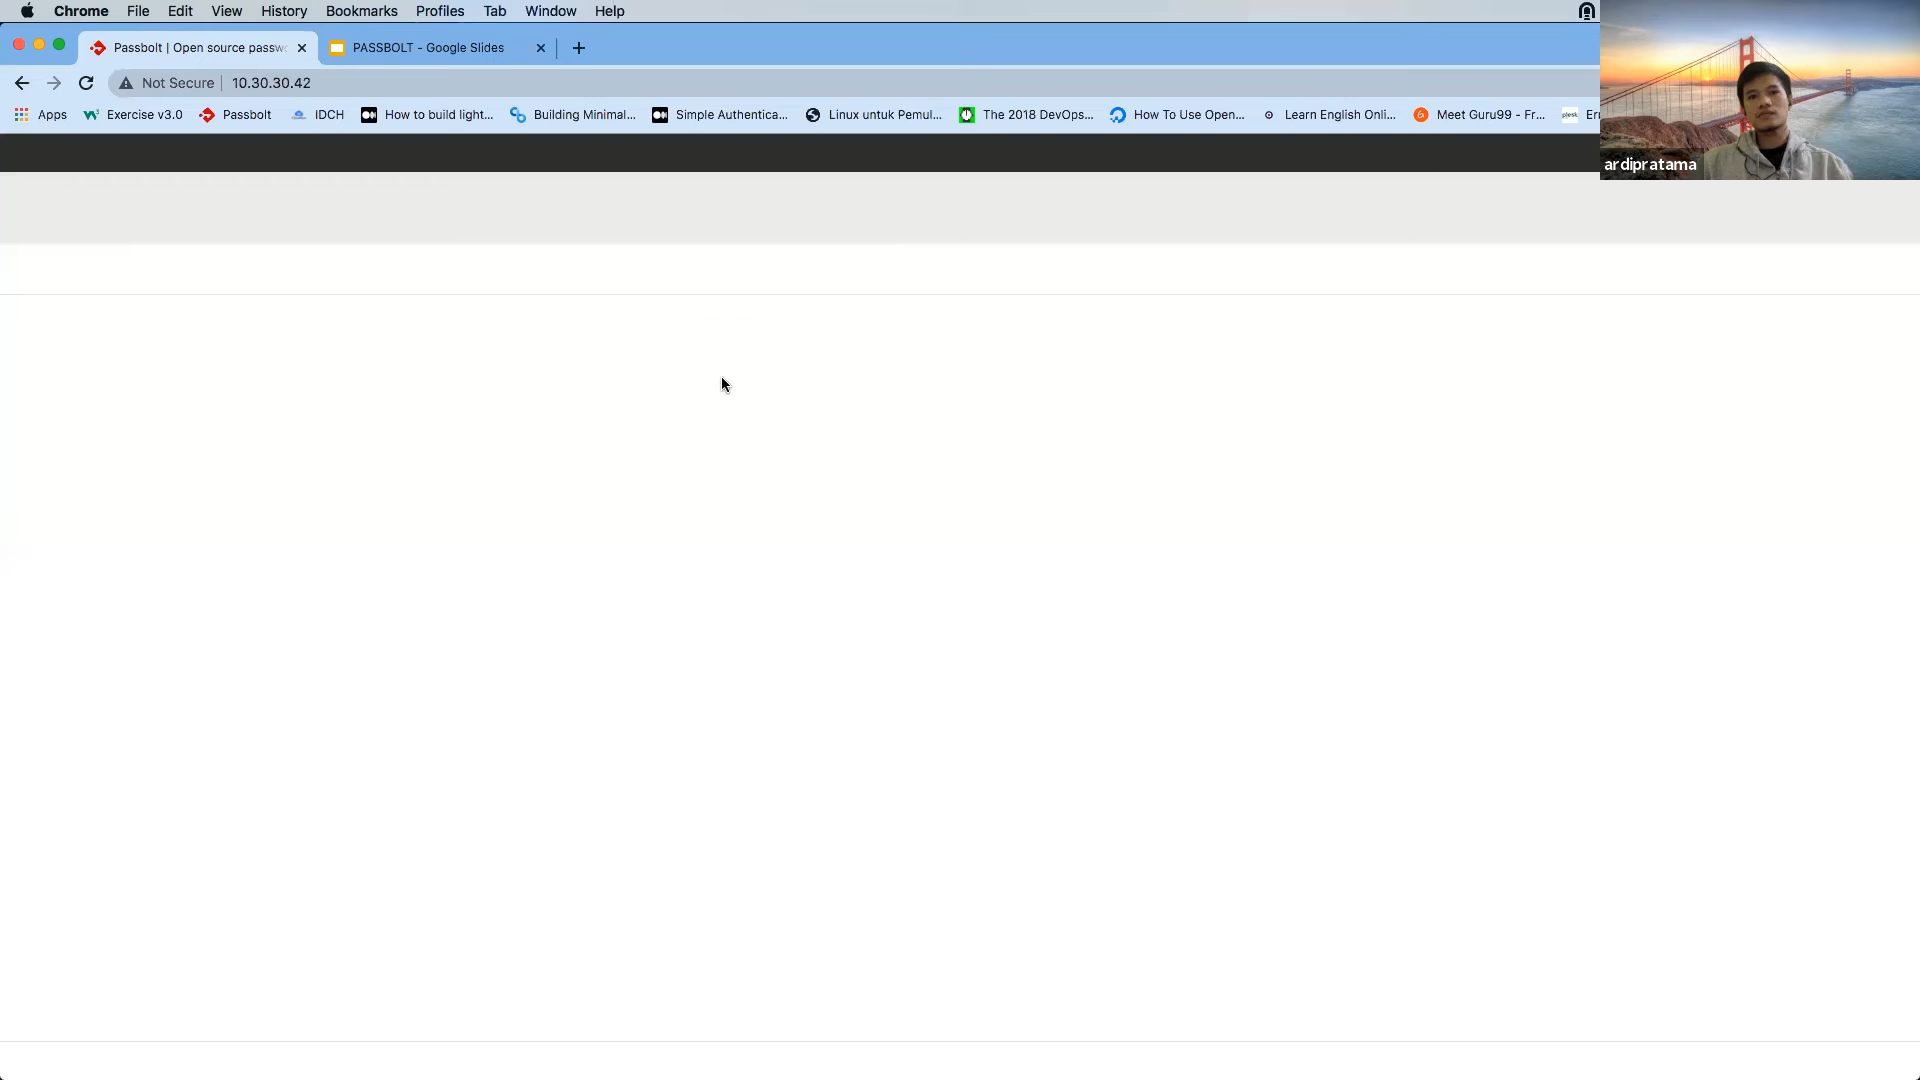 Chrome File Edit View History Bookmarks Profiles Tab Window Help
Passbolt | Open source passw
PASSBOLT - Google Slides
Not Secure 10.30.30.42
Apps Exercise v3.0 Passbolt IDCH How to build light... Building Minimal... Simple Authentica... Linux untuk Pemul... The 2018 DevOps... How To Use Open... Learn English Onli... Meet Guru99 - Fr... plesk
ardipratama